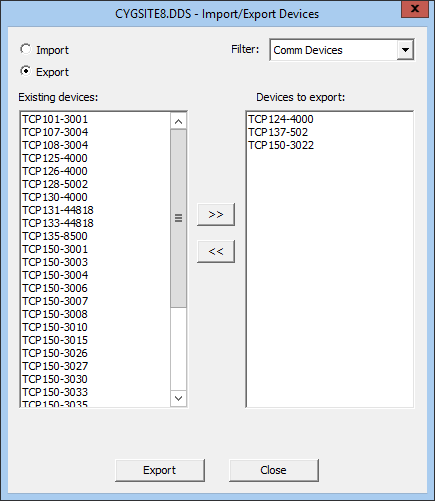 CYGSITE8.DDS - Import/Export Devices
x
Import
Filter: Comm Devices
Export
Existing devices:
TCP101-3001
TCP107-3004
TCP108-3004
TCP125-4000
TCP126-4000
TCP128-5002
TCP130-4000
TCP131-44818
TCP133-44818
TCP135-8500
TCP150-3001
TCP150-3003
TCP150-3004
TCP150-3006
TCP150-3007
TCP150-3008
TCP150-3010
TCP150-3015
TCP150-3026
TCP150-3027
TCP150-3030
TCP150-3033
TCP150-3035
>>
<<
Devices to export:
TCP124-4000
TCP137-502
TCP150-3022
Export
Close